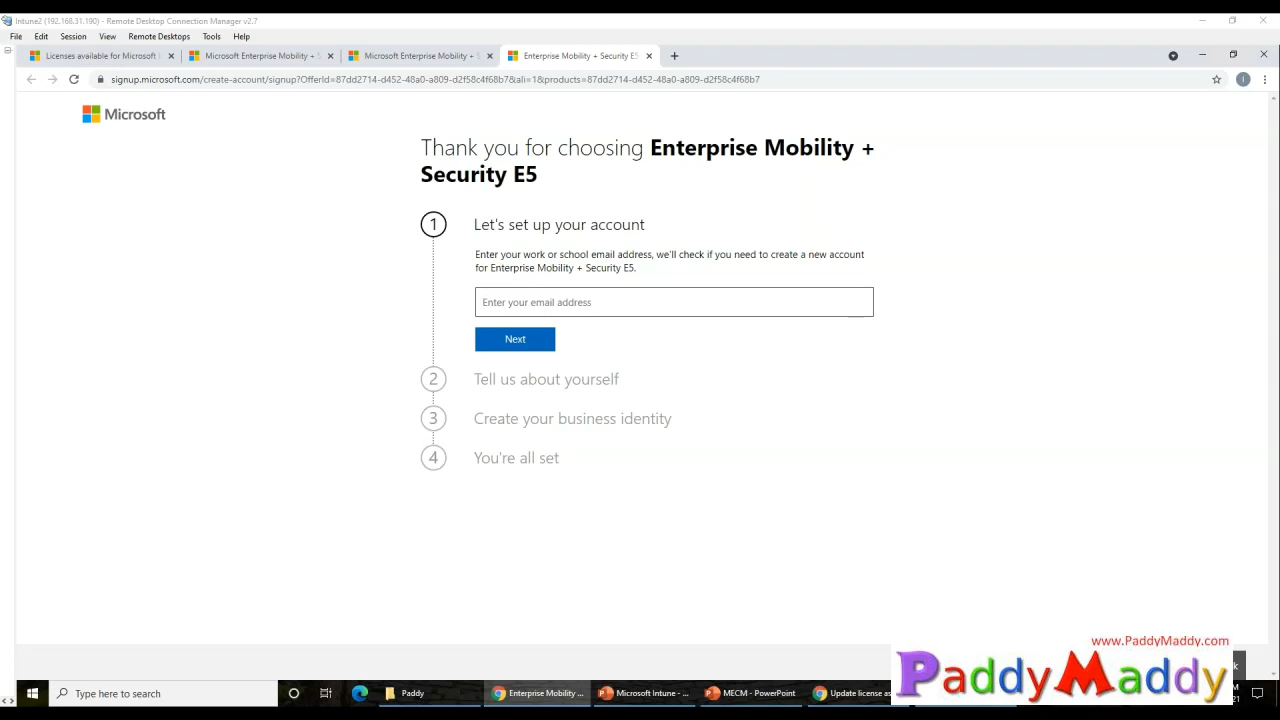 Intune2 (192.168.31.190) - Remote Desktop Connection Manager v2.7
File Edit Session View Remote Desktops Tools Help
Licenses available for Microsoft
Microsoft Enterprise Mobility +
Microsoft Enterprise Mobility +
Enterprise Mobility + Security E5
signup.microsoft.com/create-account/signup?OfferId=87dd2714-d452-48a0-a809-d2f58c4f68b7&ali=1&products=87dd2714-d452-48a0-a809-d2f58c4f68b7
I
Microsoft
Thank you for choosing Enterprise Mobility +
Security E5
1 Let's set up your account
Enter your work or school email address, we'll check if you need to create a new account
for Enterprise Mobility + Security E5.
Enter your email address
Next
2 Tell us about yourself
3 Create your business identity
4 You're all set
www.PaddyMaddy.com
PaddyMaddy
Type here to search
Paddy
Enterprise Mobility ...
Microsoft Intune - ...
MECM - PowerPoint
Update license as